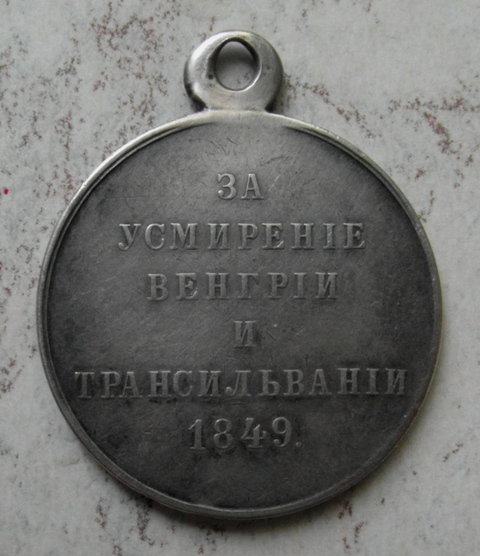 ЗА
УСМИРЕНІЕ
ВЕНГРІИ
И
ТРАНСИЛЬВАНІИ
1849.